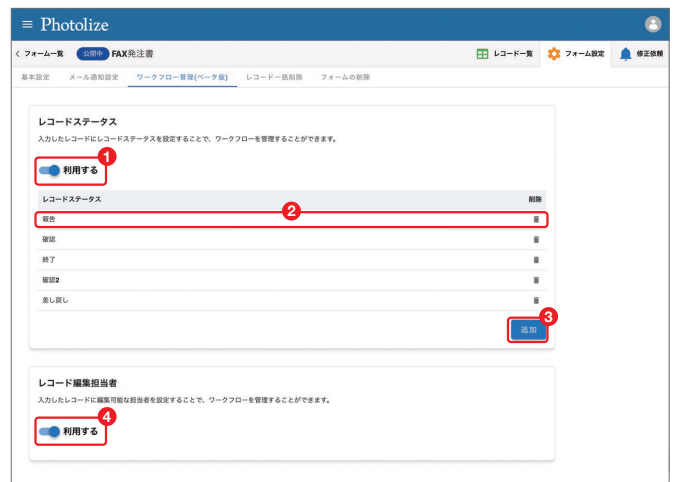 ≡ Photolize
< フォーム一覧 公開中 FAX発注書 レコード一覧 フォーム設定 修正依頼
基本設定 メール通知設定 ワークフロー管理(ベータ版) レコード一括削除 フォームの削除
レコードステータス
入力したレコードにレコードステータスを設定することで、ワークフローを管理することができます。
1
利用する
レコードステータス 削除
2
報告
確認
終了
確認2
差し戻し
3
追加
レコード編集担当者
入力したレコードに編集可能な担当者を設定することで、ワークフローを管理することができます。
4
利用する